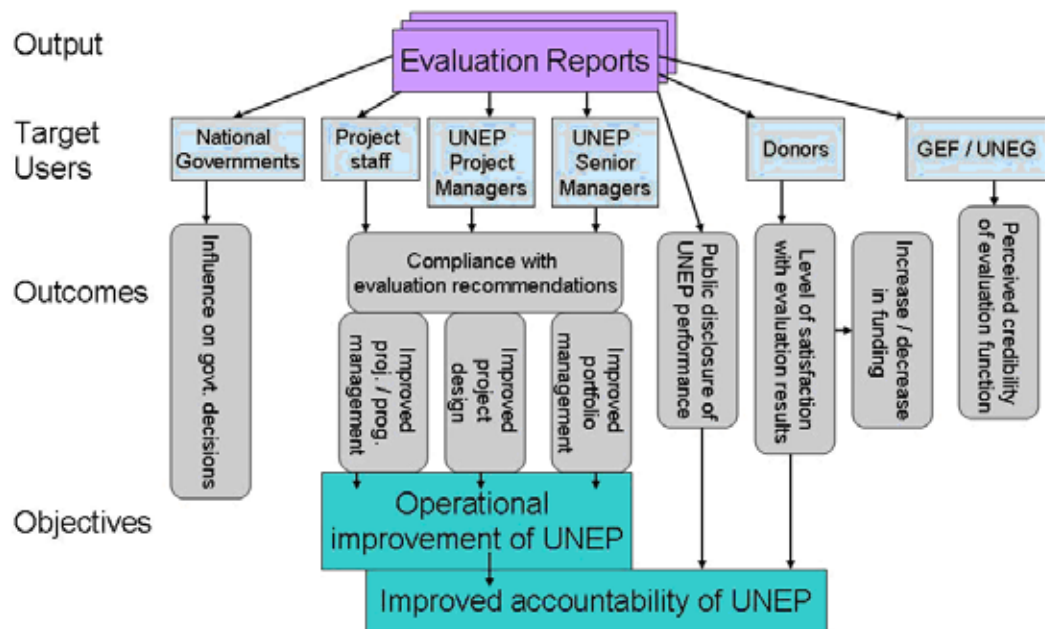 Output
Evaluation Reports
Target
Users
National
Governments
Project
staff
UNEP
Project
Managers
UNEP
Senior
Managers
Donors
GEF / UNEG
Outcomes
Influence on
govt. decisions
Compliance with
evaluation recommendations
Improved
proj. / prog.
management
Improved
project
design
Improved
portfolio
management
Public disclosure of
UNEP performance
Level of satisfaction
with evaluation results
Increase / decrease
in funding
Perceived credibility
of evaluation function
Objectives
Operational
improvement of UNEP
Improved accountability of UNEP